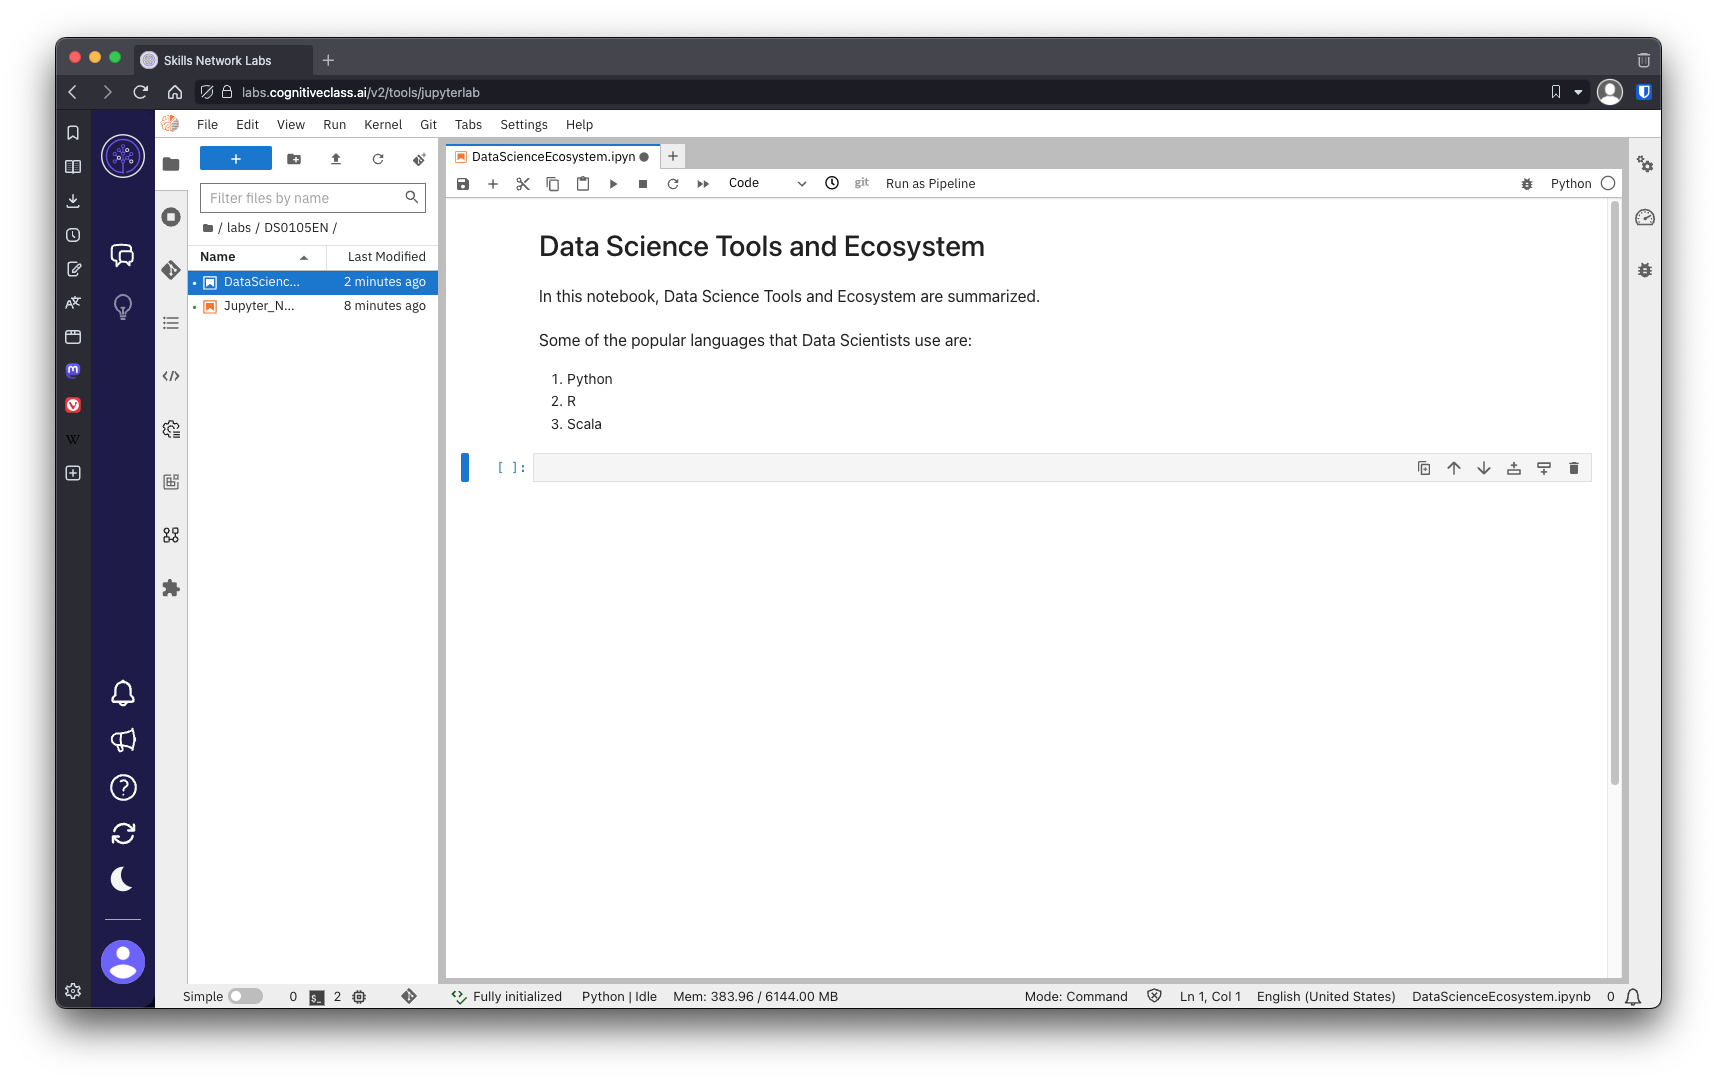 Skills Network Labs
labs.cognitiveclass.ai/v2/tools/jupyterlab
File Edit View Run Kernel Git Tabs Settings Help
DataScienceEcosystem.ipyn
Code git Run as Pipeline Python
Filter files by name
/ labs / DS0105EN /
Name Last Modified
DataScienc... 2 minutes ago
Jupyter_N... 8 minutes ago
Data Science Tools and Ecosystem
In this notebook, Data Science Tools and Ecosystem are summarized.
Some of the popular languages that Data Scientists use are:
1. Python
2. R
3. Scala
[ ]:
W
Simple 0 $_ 2 Fully initialized Python | Idle Mem: 383.96 / 6144.00 MB Mode: Command Ln 1, Col 1 English (United States) DataScienceEcosystem.ipynb 0